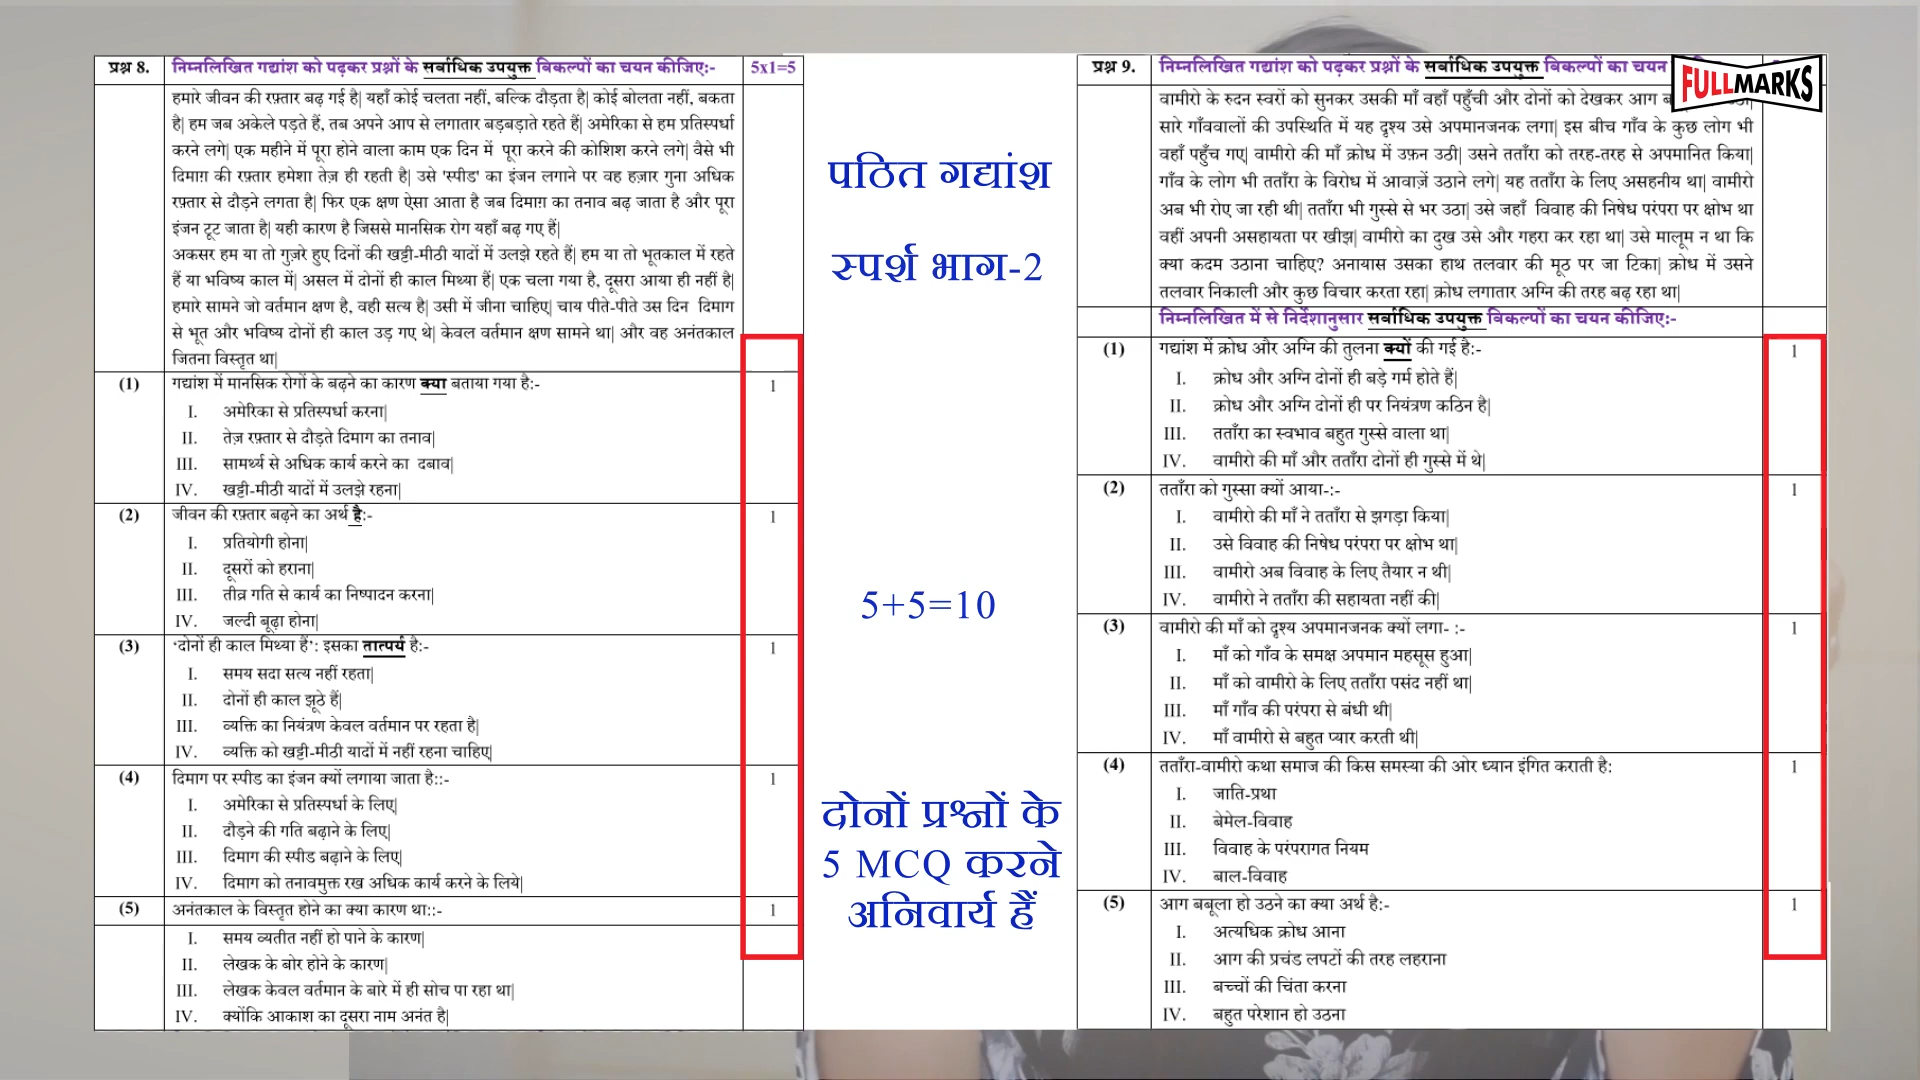 प्रश्न 8. निम्नलिखित गद्यांश को पढ़कर प्रश्नों के सर्वाधिक उपयुक्त विकल्पों का चयन कीजिए:- 5x1=5
हमारे जीवन की रफ़्तार बढ़ गई है| यहाँ कोई चलता नहीं, बल्कि दौड़ता है| कोई बोलता नहीं, बकता
है| हम जब अकेले पड़ते हैं, तब अपने आप से लगातार बड़बड़ाते रहते हैं| अमेरिका से हम प्रतिस्पर्धा
करने लगे| एक महीने में पूरा होने वाला काम एक दिन में पूरा करने की कोशिश करने लगे| वैसे भी
दिमाग़ की रफ़्तार हमेशा तेज़ ही रहती है| उसे 'स्पीड' का इंजन लगाने पर वह हज़ार गुना अधिक
रफ़्तार से दौड़ने लगता है| फिर एक क्षण ऐसा आता है जब दिमाग़ का तनाव बढ़ जाता है और पूरा
इंजन टूट जाता है| यही कारण है जिससे मानसिक रोग यहाँ बढ़ गए हैं|
अकसर हम या तो गुज़रे हुए दिनों की खट्टी-मीठी यादों में उलझे रहते हैं| हम या तो भूतकाल में रहते
हैं या भविष्य काल में| असल में दोनों ही काल मिथ्या हैं| एक चला गया है, दूसरा आया ही नहीं है|
हमारे सामने जो वर्तमान क्षण है, वही सत्य है| उसी में जीना चाहिए| चाय पीते-पीते उस दिन दिमाग
से भूत और भविष्य दोनों ही काल उड़ गए थे| केवल वर्तमान क्षण सामने था| और वह अनंतकाल
जितना विस्तृत था|
(1) गद्यांश में मानसिक रोगों के बढ़ने का कारण क्या बताया गया है:- 1
I. अमेरिका से प्रतिस्पर्धा करना|
II. तेज़ रफ़्तार से दौड़ते दिमाग का तनाव|
III. सामर्थ्य से अधिक कार्य करने का दबाव|
IV. खट्टी-मीठी यादों में उलझे रहना|
(2) जीवन की रफ़्तार बढ़ने का अर्थ है:- 1
I. प्रतियोगी होना|
II. दूसरों को हराना|
III. तीव्र गति से कार्य का निष्पादन करना|
IV. जल्दी बूढ़ा होना|
(3) ‘दोनों ही काल मिथ्या हैं’: इसका तात्पर्य है:- 1
I. समय सदा सत्य नहीं रहता|
II. दोनों ही काल झूठे हैं|
III. व्यक्ति का नियंत्रण केवल वर्तमान पर रहता है|
IV. व्यक्ति को खट्टी-मीठी यादों में नहीं रहना चाहिए|
(4) दिमाग पर स्पीड का इंजन क्यों लगाया जाता है::- 1
I. अमेरिका से प्रतिस्पर्धा के लिए|
II. दौड़ने की गति बढ़ाने के लिए|
III. दिमाग की स्पीड बढ़ाने के लिए|
IV. दिमाग को तनावमुक्त रख अधिक कार्य करने के लिये|
(5) अनंतकाल के विस्तृत होने का क्या कारण था::- 1
I. समय व्यतीत नहीं हो पाने के कारण|
II. लेखक के बोर होने के कारण|
III. लेखक केवल वर्तमान के बारे में ही सोच पा रहा था|
IV. क्योंकि आकाश का दूसरा नाम अनंत है|
पठित गद्यांश
स्पर्श भाग-2
5+5=10
दोनों प्रश्नों के
5 MCQ करने
अनिवार्य हैं
प्रश्न 9. निम्नलिखित गद्यांश को पढ़कर प्रश्नों के सर्वाधिक उपयुक्त विकल्पों का चयन
FULLMARKS
वामीरो के रुदन स्वरों को सुनकर उसकी माँ वहाँ पहुँची और दोनों को देखकर आग
सारे गाँववालों की उपस्थिति में यह दृश्य उसे अपमानजनक लगा| इस बीच गाँव के कुछ लोग भी
वहाँ पहुँच गए| वामीरो की माँ क्रोध में उफ़न उठी| उसने तताँरा को तरह-तरह से अपमानित किया|
गाँव के लोग भी तताँरा के विरोध में आवाज़ें उठाने लगे| यह तताँरा के लिए असहनीय था| वामीरो
अब भी रोए जा रही थी| तताँरा भी गुस्से से भर उठा| उसे जहाँ विवाह की निषेध परंपरा पर क्षोभ था
वहीं अपनी असहायता पर खीझ| वामीरो का दुख उसे और गहरा कर रहा था| उसे मालूम न था कि
क्या कदम उठाना चाहिए? अनायास उसका हाथ तलवार की मूठ पर जा टिका| क्रोध में उसने
तलवार निकाली और कुछ विचार करता रहा| क्रोध लगातार अग्नि की तरह बढ़ रहा था|
निम्नलिखित में से निर्देशानुसार सर्वाधिक उपयुक्त विकल्पों का चयन कीजिए:-
(1) गद्यांश में क्रोध और अग्नि की तुलना क्यों की गई है:- 1
I. क्रोध और अग्नि दोनों ही बड़े गर्म होते हैं|
II. क्रोध और अग्नि दोनों ही पर नियंत्रण कठिन है|
III. तताँरा का स्वभाव बहुत गुस्से वाला था|
IV. वामीरो की माँ और तताँरा दोनों ही गुस्से में थे|
(2) तताँरा को गुस्सा क्यों आया-:- 1
I. वामीरो की माँ ने तताँरा से झगड़ा किया|
II. उसे विवाह की निषेध परंपरा पर क्षोभ था|
III. वामीरो अब विवाह के लिए तैयार न थी|
IV. वामीरो ने तताँरा की सहायता नहीं की|
(3) वामीरो की माँ को दृश्य अपमानजनक क्यों लगा- :- 1
I. माँ को गाँव के समक्ष अपमान महसूस हुआ|
II. माँ को वामीरो के लिए तताँरा पसंद नहीं था|
III. माँ गाँव की परंपरा से बंधी थी|
IV. माँ वामीरो से बहुत प्यार करती थी|
(4) तताँरा-वामीरो कथा समाज की किस समस्या की ओर ध्यान इंगित कराती है: 1
I. जाति-प्रथा
II. बेमेल-विवाह
III. विवाह के परंपरागत नियम
IV. बाल-विवाह
(5) आग बबूला हो उठने का क्या अर्थ है:- 1
I. अत्यधिक क्रोध आना
II. आग की प्रचंड लपटों की तरह लहराना
III. बच्चों की चिंता करना
IV. बहुत परेशान हो उठना